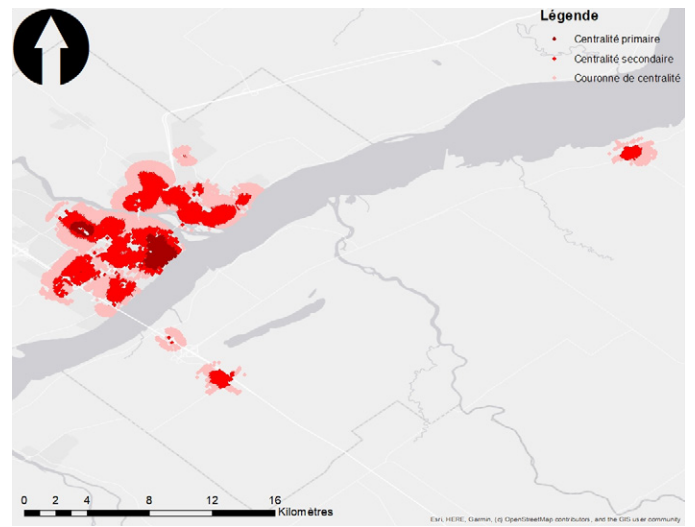 Légende
Centralité primaire
Centralité secondaire
Couronne de centralité
0 2 4 8 12 16
Kilomètres
Esri, HERE, Garmin, (c) OpenStreetMap contributors, and the GIS user community